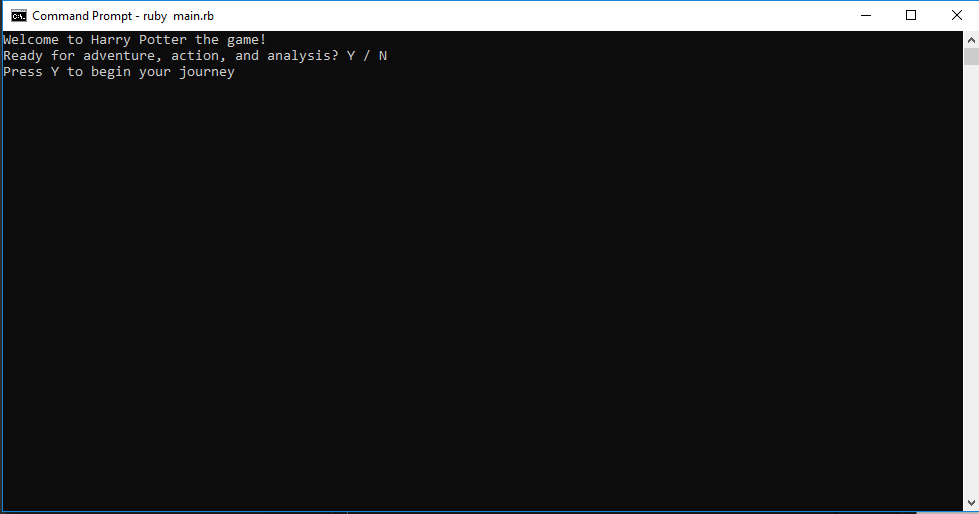 Command Prompt - ruby  main.rb
Welcome to Harry Potter the game!
Ready for adventure, action, and analysis? Y / N
Press Y to begin your journey